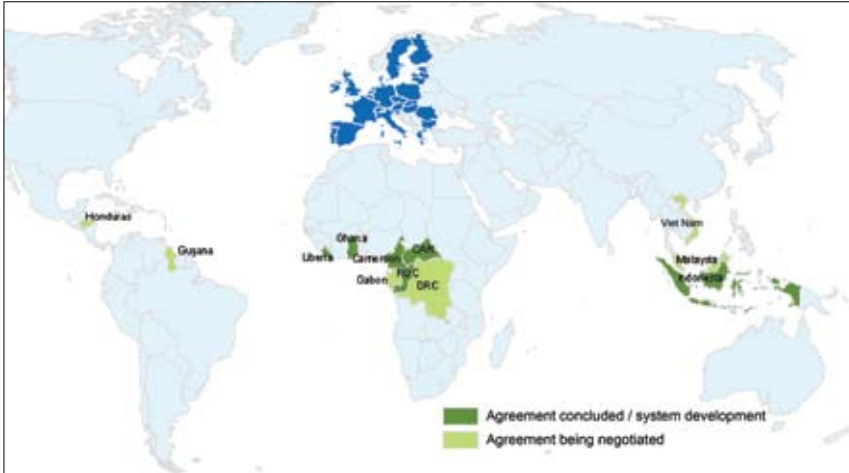 Honduras
Guyana
Liberia
Ghana
Cameroon
CAR
Gabon
ROC
DRC
Viet Nam
Malaysia
Indonesia
Agreement concluded / system development
Agreement being negotiated